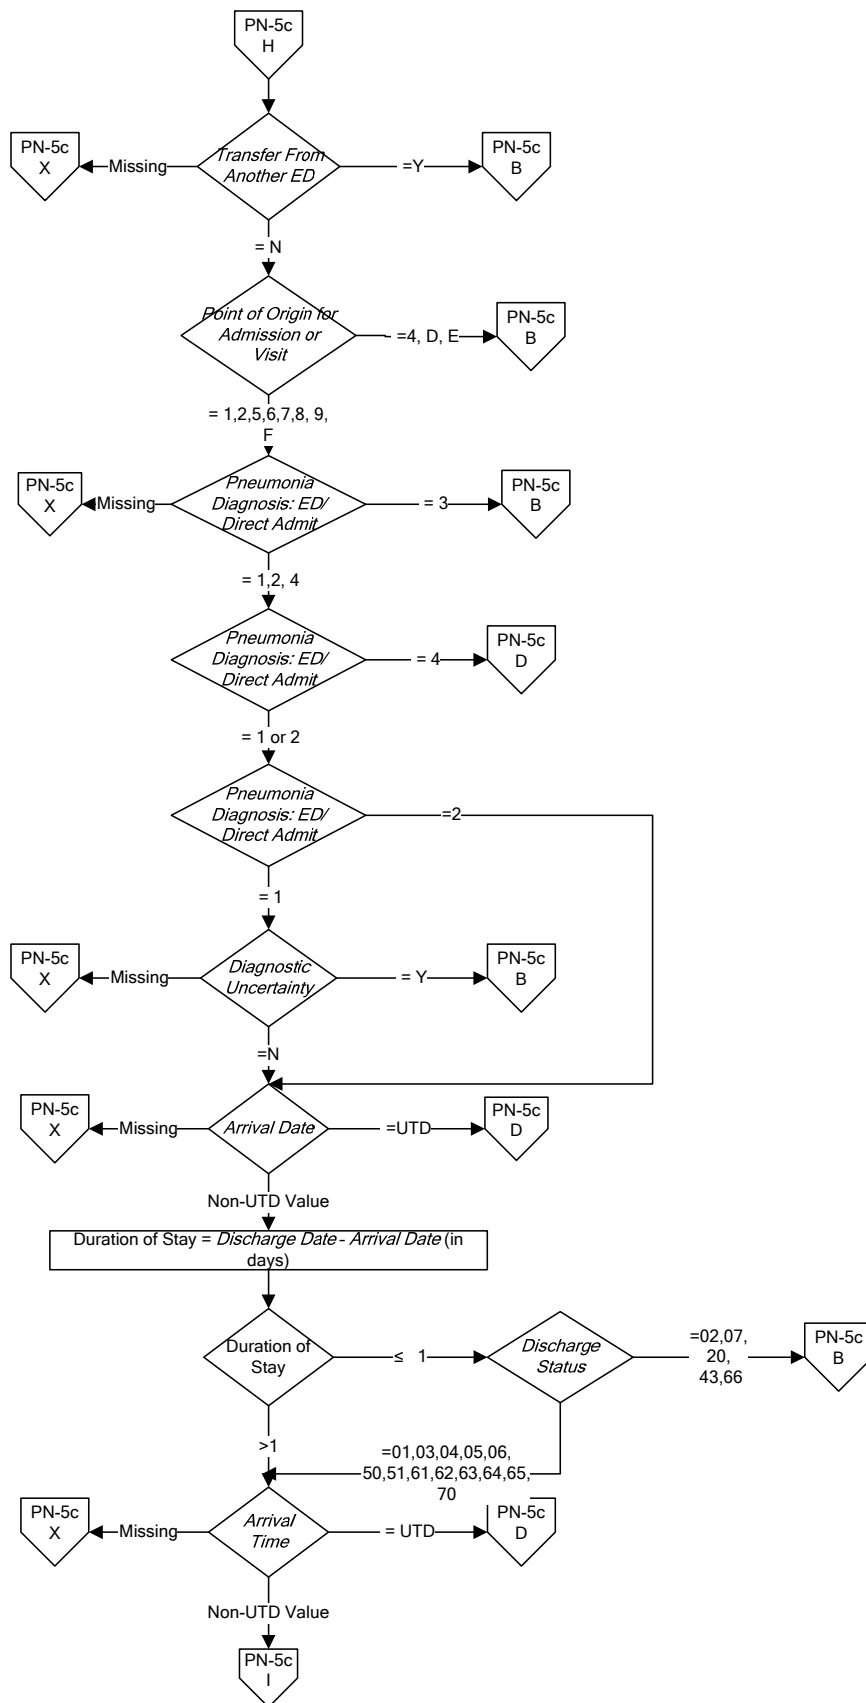 PN-5c
H
PN-5c
X
Missing
Transfer From
Another ED
=Y
PN-5c
B
= N
Point of Origin for
Admission or
Visit
=4, D, E
PN-5c
B
= 1,2,5,6,7,8, 9,
F
PN-5c
X
Missing
Pneumonia
Diagnosis: ED/
Direct Admit
= 3
PN-5c
B
= 1,2, 4
Pneumonia
Diagnosis: ED/
Direct Admit
= 4
PN-5c
D
= 1 or 2
Pneumonia
Diagnosis: ED/
Direct Admit
=2
= 1
PN-5c
X
Missing
Diagnostic
Uncertainty
= Y
PN-5c
B
=N
PN-5c
X
Missing
Arrival Date
=UTD
PN-5c
D
Non-UTD Value
Duration of Stay = Discharge Date - Arrival Date (in
days)
Duration of
Stay
≤ 1
Discharge
Status
=02,07,
20,
43,66
PN-5c
B
>1
=01,03,04,05,06,
50,51,61,62,63,64,65,
70
PN-5c
X
Missing
Arrival
Time
= UTD
PN-5c
D
Non-UTD Value
PN-5c
I